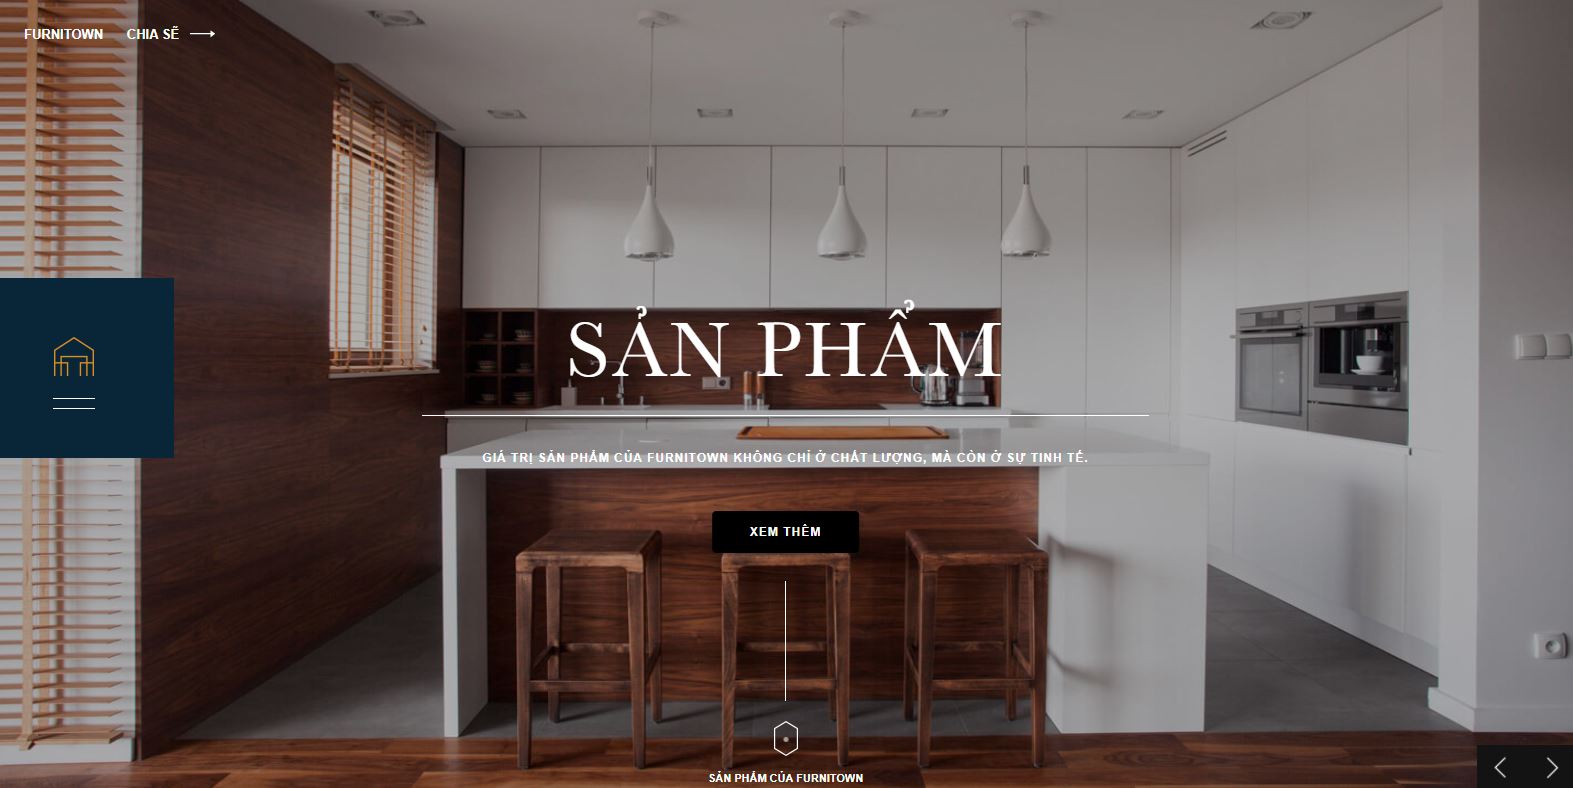 FURNITOWN CHIA SẼ
SẢN PHẨM
GIÁ TRỊ SẢN PHẨM CỦA FURNITOWN KHÔNG CHỈ Ở CHẤT LƯỢNG, MÀ CÒN Ở SỰ TINH TẾ.
XEM THÊM
SẢN PHẨM CỦA FURNITOWN